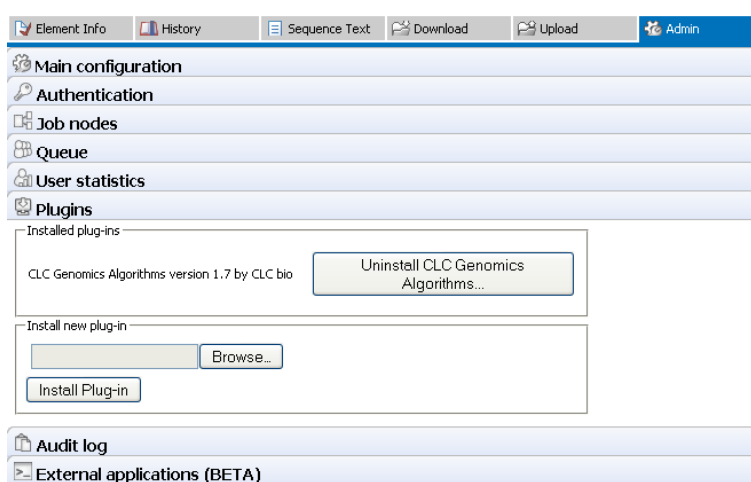 Element Info History Sequence Text Download Upload Admin
Main configuration
Authentication
Job nodes
Queue
User statistics
Plugins
Installed plug-ins
CLC Genomics Algorithms version 1.7 by CLC bio
Uninstall CLC Genomics
Algorithms...
Install new plug-in
Browse...
Install Plug-in
Audit log
External applications (BETA)